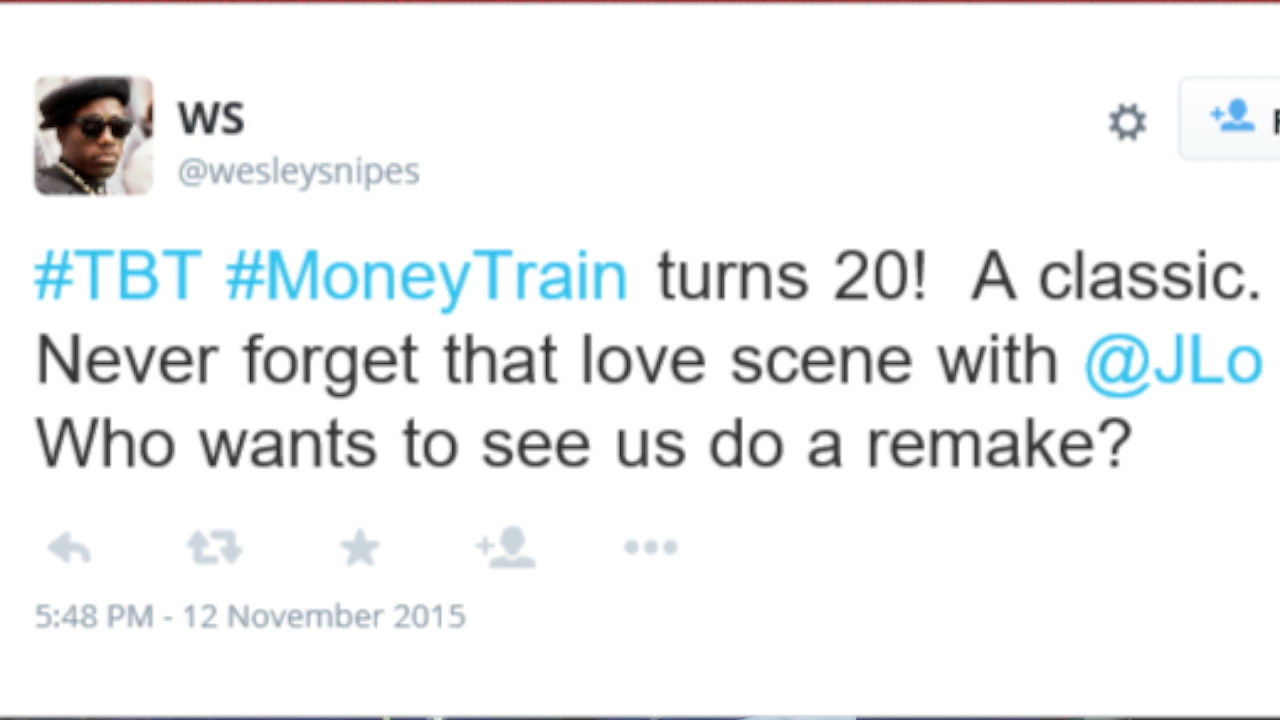 WS
@wesleysnipes
#TBT #MoneyTrain turns 20!  A classic.
Never forget that love scene with @JLo
Who wants to see us do a remake?
5:48 PM - 12 November 2015